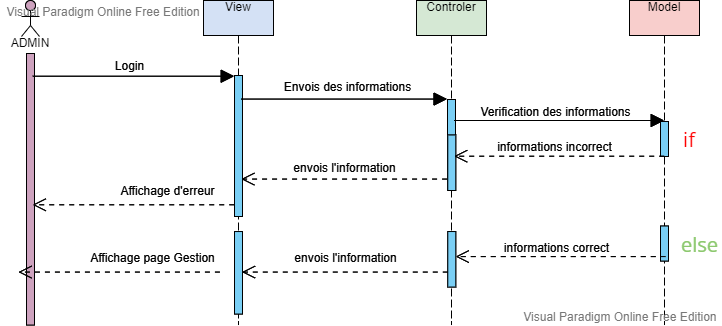 Visual Paradigm Online Free Edition
View
Controler
Model
ADMIN
Login
Envois des informations
Verification des informations
if
informations incorrect
envois l'information
Affichage d'erreur
else
informations correct
Affichage page Gestion
envois l'information
Visual Paradigm Online Free Edition